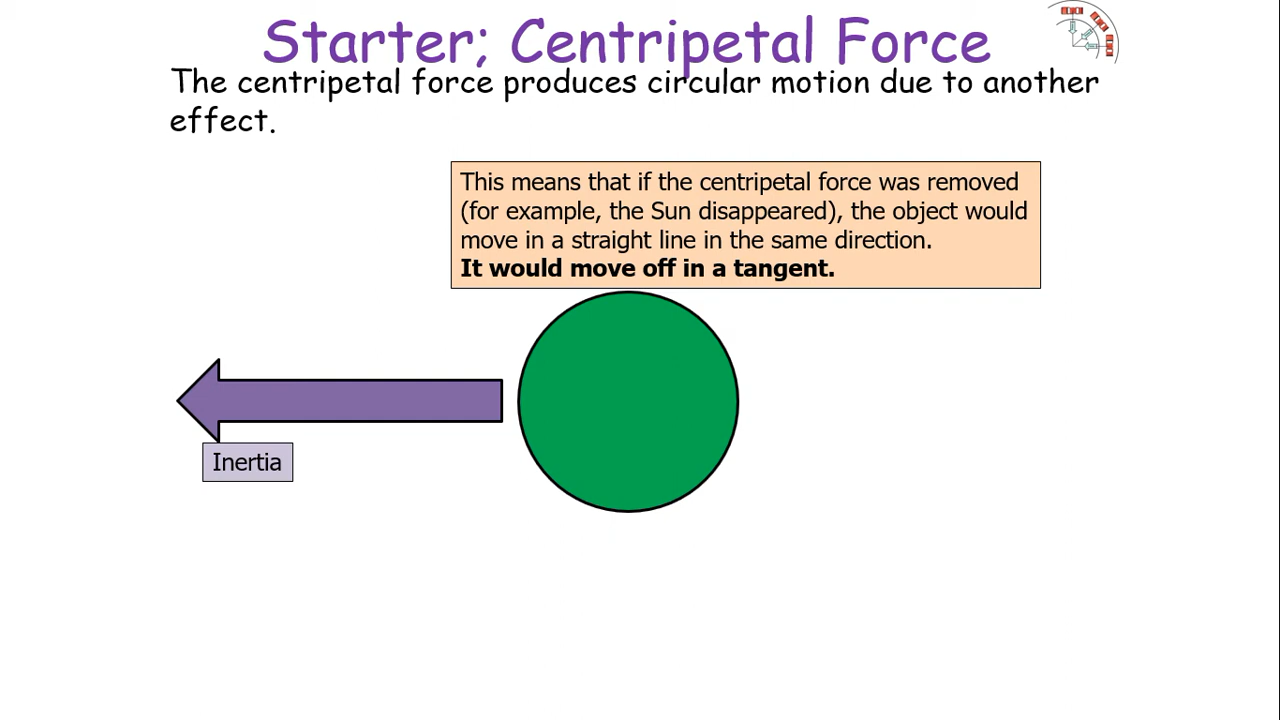 Starter; Centripetal Force
The centripetal force produces circular motion due to another
effect.
This means that if the centripetal force was removed
(for example, the Sun disappeared), the object would
move in a straight line in the same direction.
It would move off in a tangent.
Inertia